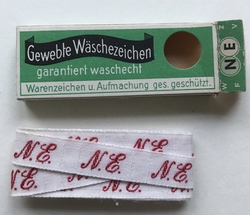 Gewebte Wäschezeichen
garantiert waschecht
Warenzeichen u. Aufmachung ges. geschützt.
Z V
N E
W F
N.E. N.E.
N.E. N.E.
N.E.